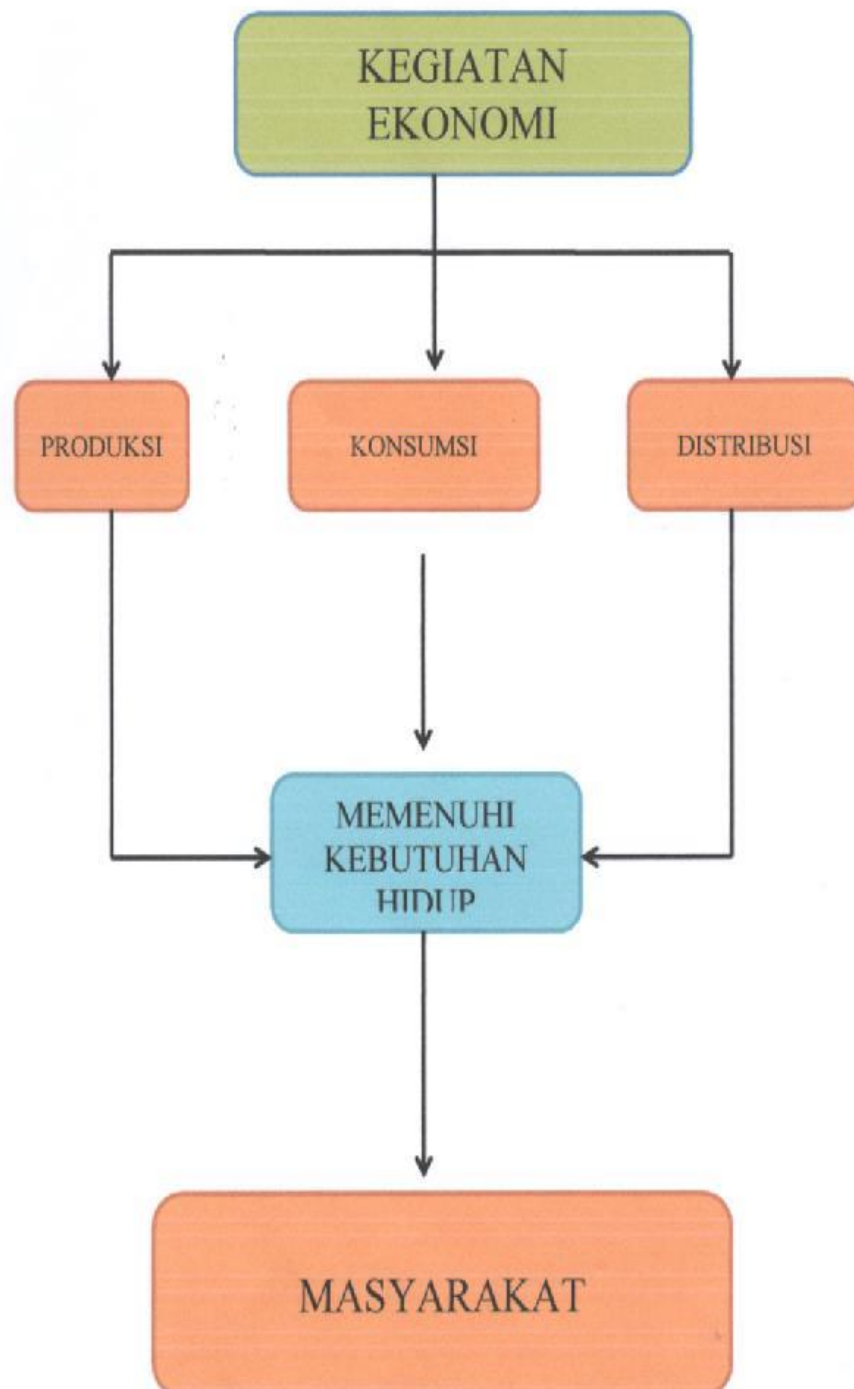 KEGIATAN
EKONOMI
PRODUKSI
KONSUMSI
DISTRIBUSI
MEMENUHI
KEBUTUHAN
HIDUP
MASYARAKAT